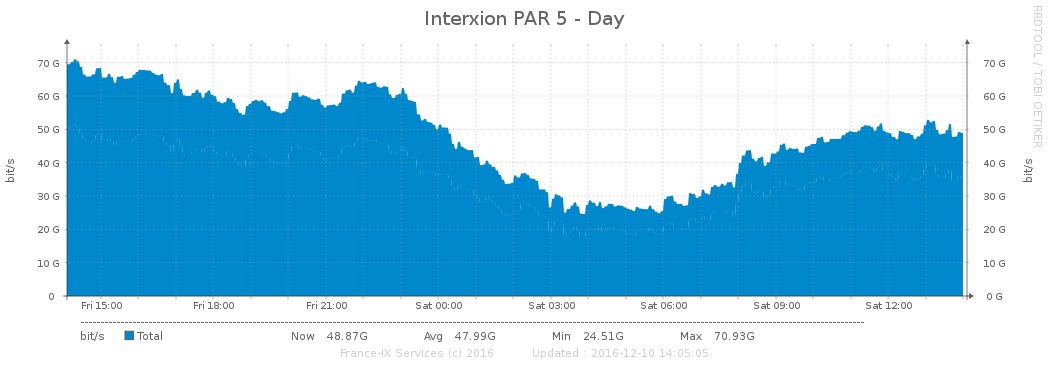 Interxion PAR 5 - Day
RRDTOOL / TOBI OETIKER
bit/s
70 G 70 G
60 G 60 G
50 G 50 G
40 G 40 G
30 G 30 G
20 G 20 G
10 G 10 G
0 0 G
bit/s
Fri 15:00 Fri 18:00 Fri 21:00 Sat 00:00 Sat 03:00 Sat 06:00 Sat 09:00 Sat 12:00
bit/s Total Now 48.87G Avg 47.99G Min 24.51G Max 70.93G
France-IX Services (c) 2016 Updated : 2016-12-10 14:05:05